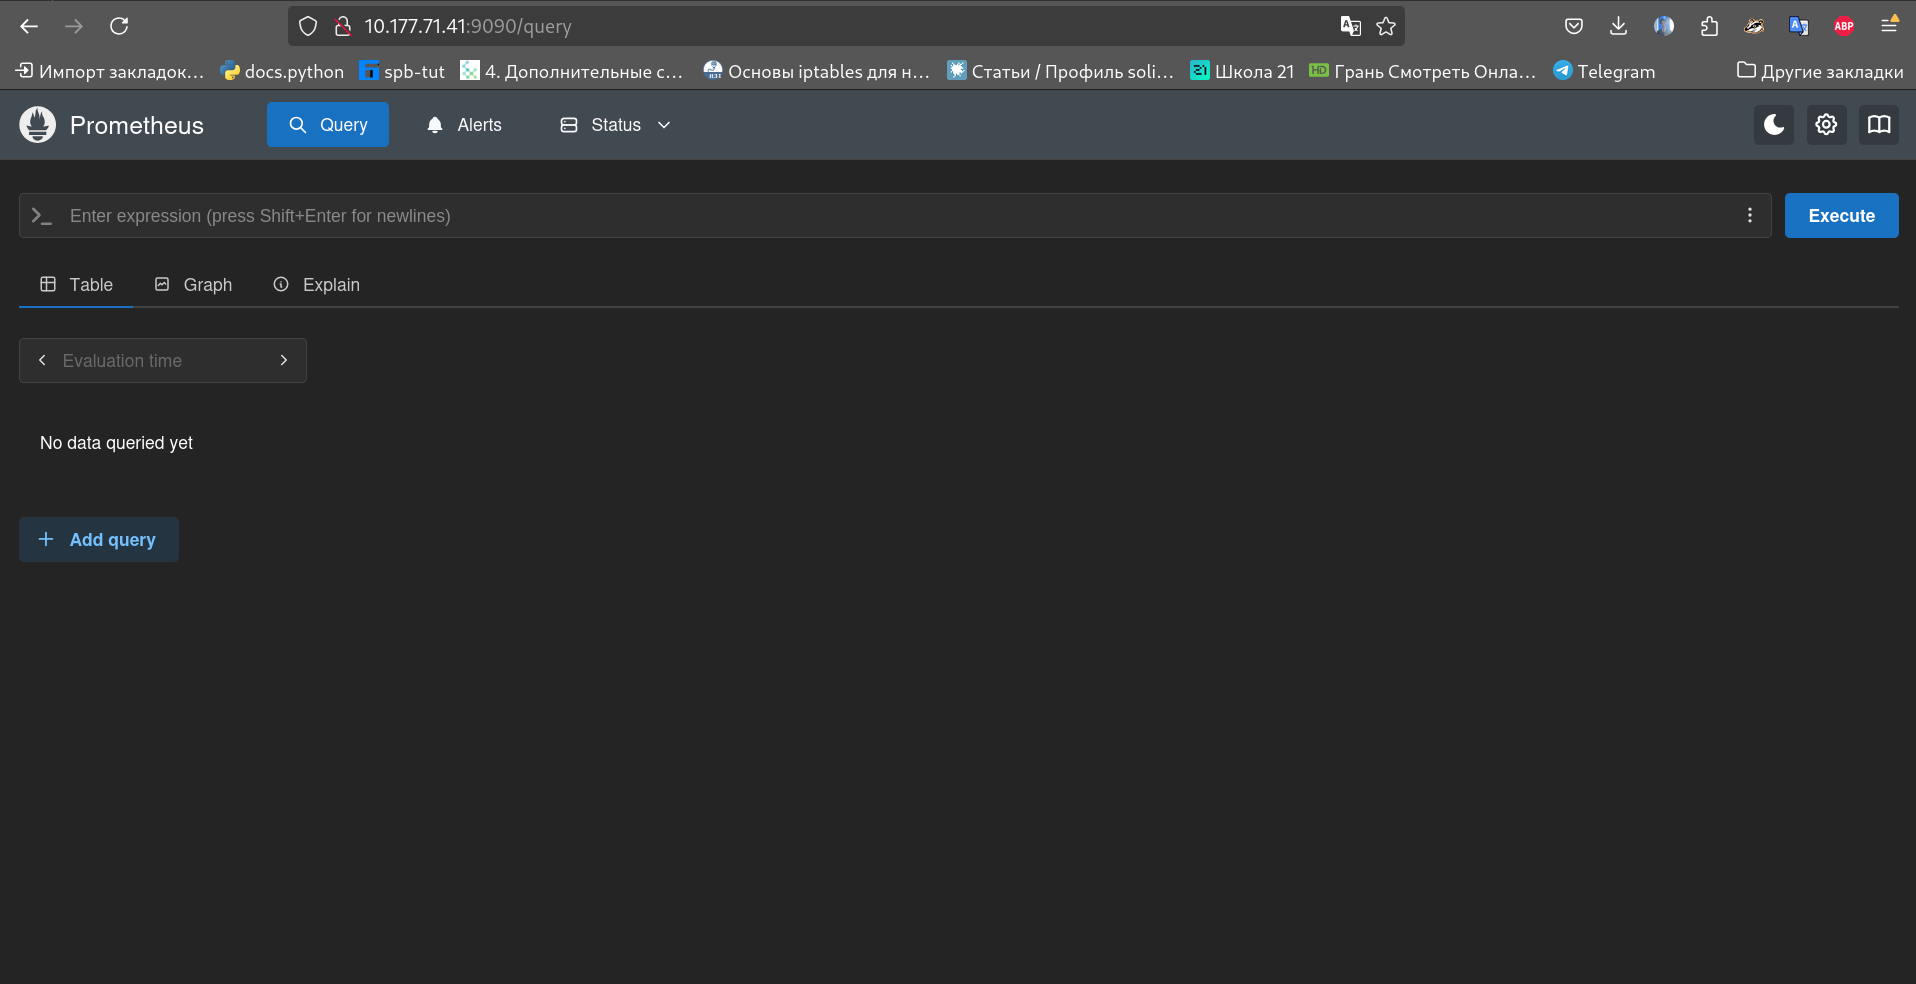 10.177.71.41:9090/query
ABP
Импорт закладок... docs.python spb-tut 4. Дополнительные с... Основы iptables для н... Статьи / Профиль soli... Школа 21 HD Грань Смотреть Онла... Telegram Другие закладки
Prometheus Query Alerts Status
Enter expression (press Shift+Enter for newlines) Execute
Table Graph Explain
Evaluation time
No data queried yet
Add query